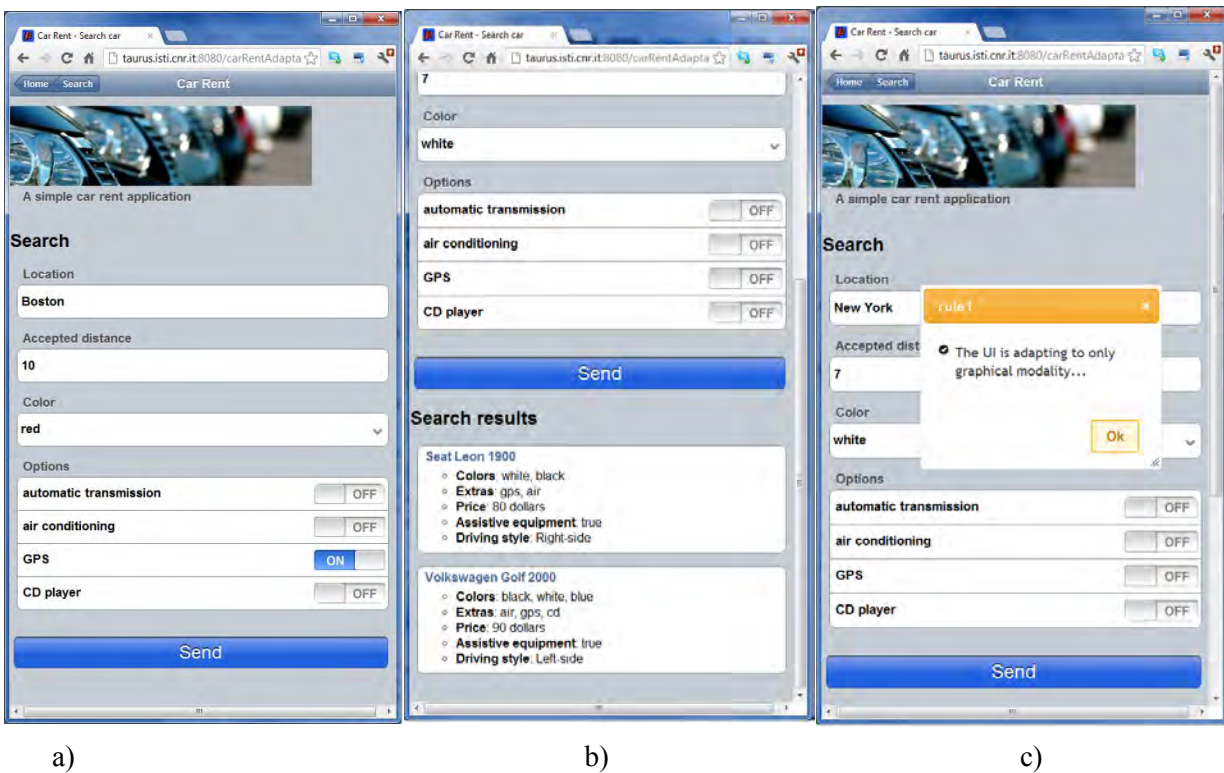 Car Rent - Search car
taurus.isti.cnr.it:8080/carRentAdapta
Home Search Car Rent
A simple car rent application
Search
Location
Boston
Accepted distance
10
Color
red
Options
automatic transmission OFF
air conditioning OFF
GPS ON
CD player OFF
Send
a)
Car Rent - Search car
taurus.isti.cnr.it:8080/carRentAdapta
7
Color
white
Options
automatic transmission OFF
air conditioning OFF
GPS OFF
CD player OFF
Send
Search results
Seat Leon 1900
Colors: white, black
Extras: gps, air
Price: 80 dollars
Assistive equipment: true
Driving style: Right-side
Volkswagen Golf 2000
Colors: black, white, blue
Extras: air, gps, cd
Price: 90 dollars
Assistive equipment: true
Driving style: Left-side
b)
Car Rent - Search car
taurus.isti.cnr.it:8080/carRentAdapta
Home Search Car Rent
A simple car rent application
Search
Location
New York
rule1
Accepted dist
The UI is adapting to only
graphical modality...
7
Color
Ok
white
Options
automatic transmission OFF
air conditioning OFF
GPS OFF
CD player OFF
Send
c)